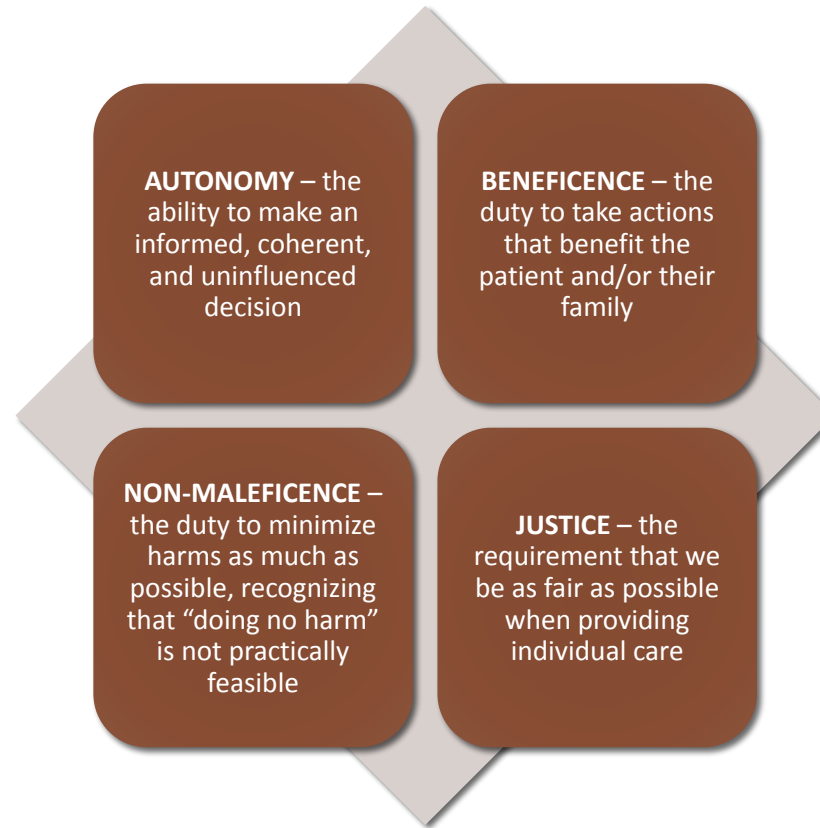 AUTONOMY – the
ability to make an
informed, coherent,
and uninfluenced
decision
BENEFICENCE – the
duty to take actions
that benefit the
patient and/or their
family
NON-MALEFICENCE –
the duty to minimize
harms as much as
possible, recognizing
that “doing no harm”
is not practically
feasible
JUSTICE – the
requirement that we
be as fair as possible
when providing
individual care